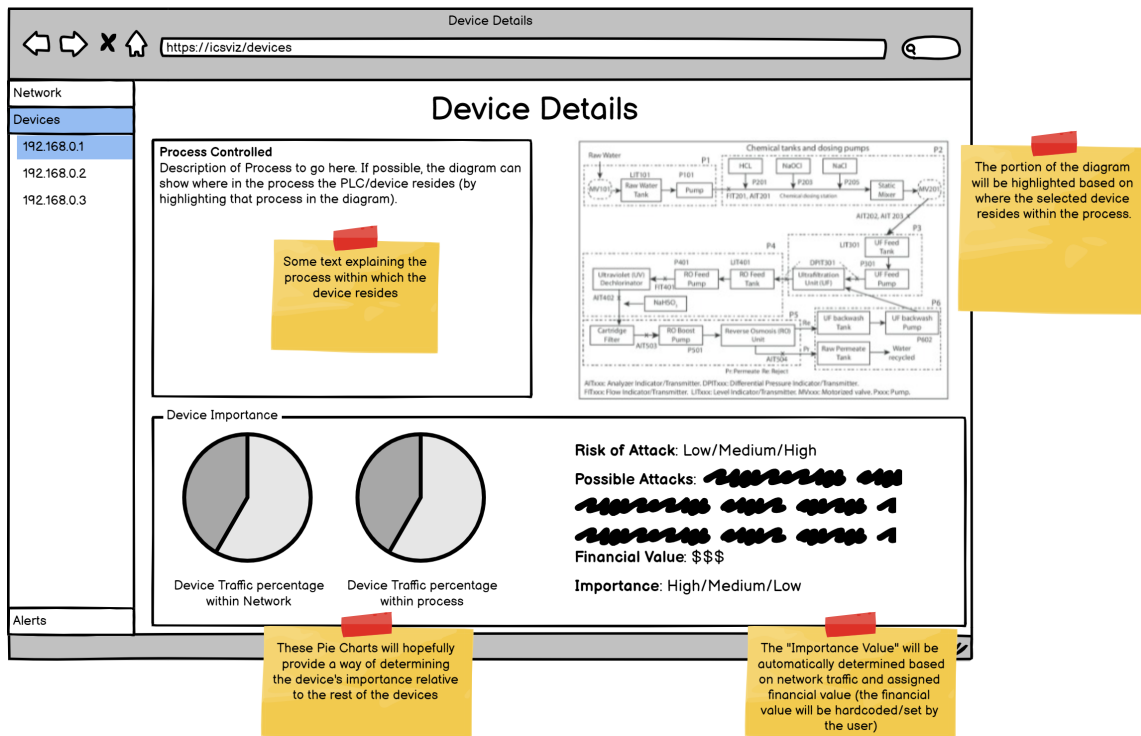 Device Details
https://icsviz/devices
Network
Devices
192.168.0.1
192.168.0.2
192.168.0.3
Alerts
Device Details
Process Controlled
Description of Process to go here. If possible, the diagram can
show where in the process the PLC/device resides (by
highlighting that process in the diagram).
Some text explaining the
process within which the
device resides
Chemical tanks and dosing pumps
P2
Raw Water
P1
LIT101
P101
MV101
Raw Water
Tank
Pump
HCL
NaOCl
NaCl
P201
P203
P205
FIT201, AIT201
Chemical dosing station
Static
Mixer
MV201
AIT202, AIT 203
P3
LIT301
UF Feed
Tank
P4
P401
LIT401
DPIT301
P301
Ultraviolet (UV)
Dechlorinator
FIT401
RO Feed
Pump
RO Feed
Tank
Ultrafiltration
Unit (UF)
UF Feed
Pump
AIT402
NaHSO3
P6
P5
Re
UF backwash
Tank
UF backwash
Pump
Cartridge
Filter
AIT503
RO Boost
Pump
P501
Reverse Osmosis (RO)
Unit
P602
Pr
Raw Permeate
Tank
Water
recycled
AIT504
Pr Permeate Re: Reject
AITxxx: Analyzer Indicator/Transmitter. DPITxxx: Differential Pressure Indicator/Transmitter.
FITxxx: Flow Indicator/Transmitter. LITxxx: Level Indicator/Transmitter. MVxxx: Motorized valve. Pxxx: Pump.
The portion of the diagram
will be highlighted based on
where the selected device
resides within the process.
Device Importance
Device Traffic percentage
within Network
Device Traffic percentage
within process
Risk of Attack: Low/Medium/High
Possible Attacks:
Financial Value: $$$
Importance: High/Medium/Low
These Pie Charts will hopefully
provide a way of determining
the device's importance relative
to the rest of the devices
The "Importance Value" will be
automatically determined based
on network traffic and assigned
financial value (the financial
value will be hardcoded/set by
the user)